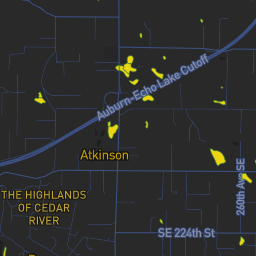 Auburn-Echo Lake Cutoff
Atkinson
THE HIGHLANDS
OF CEDAR
RIVER
260th Ave SE
SE 224th St